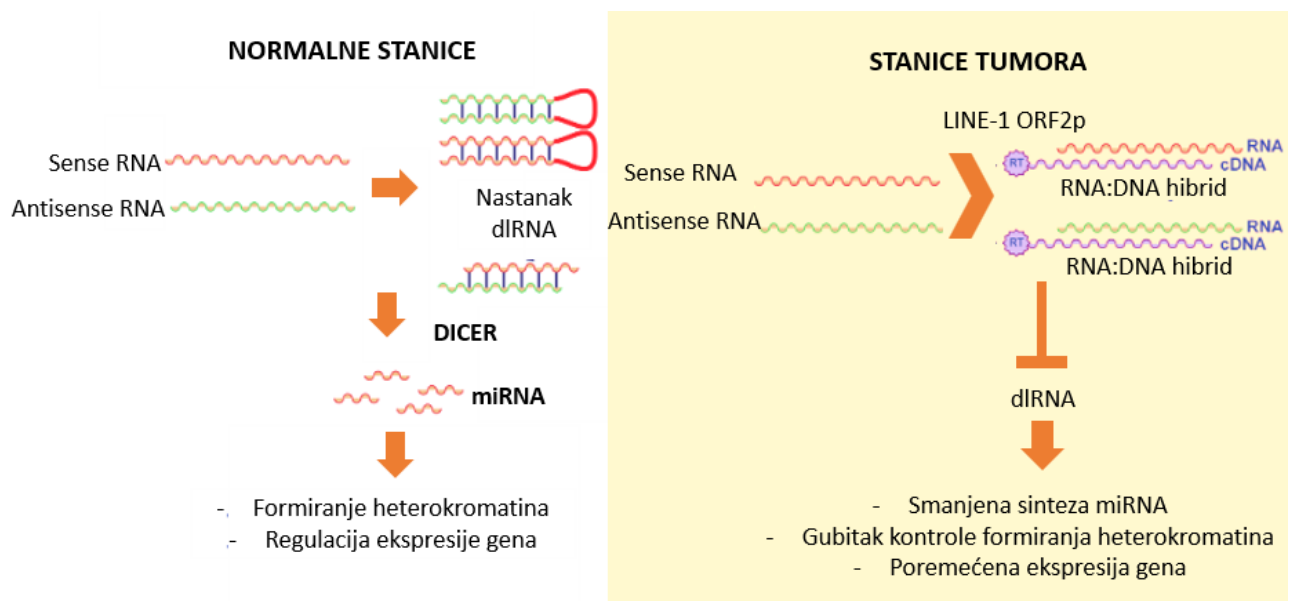 NORMALNE STANICE
Sense RNA
Antisense RNA
Nastanak
dlRNA
DICER
miRNA
- Formiranje heterokromatina
- Regulacija ekspresije gena
STANICE TUMORA
LINE-1 ORF2p
Sense RNA
Antisense RNA
RT
RNA
cDNA
RNA:DNA hibrid
RT
RNA
cDNA
RNA:DNA hibrid
dlRNA
- Smanjena sinteza miRNA
- Gubitak kontrole formiranja heterokromatina
- Poremećena ekspresija gena